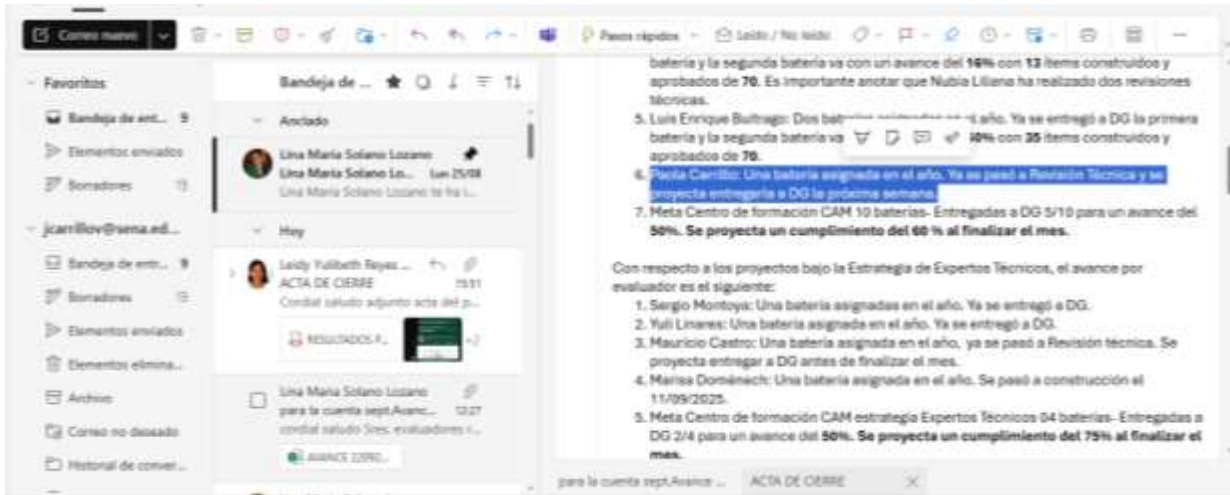 Correo nuevo
Pasos rápidos
Leído / No leído
Favoritos
Bandeja de ent... 9
Elementos enviados
Borradores
jcarrillov@sena.ed...
Bandeja de entr... 9
Borradores
Elementos enviados
Elementos elimina...
Archivo
Correo no deseado
Historial de conver...
Bandeja de ...
Anclado
Lina Maria Solano Lozano
Lina Maria Solano Lo... Lun 25/08
Lina Maria Solano Lozano te ha i...
Hoy
Leidy Yulibeth Reyes ...
ACTA DE CIERRE 15:51
Cordial saludo adjunto acta del p...
RESULTADOS P... +2
Lina Maria Solano Lozano
para la cuenta sept.Avanc... 12:27
cordial saludo Sres. evaluadores
AVANCE
batería y la segunda batería va con un avance del 16% con 13 ítems construidos y
aprobados de 70. Es importante anotar que Nubia Liliana ha realizado dos revisiones
técnicas.
5. Luis Enrique Buitrago: Dos año. Ya se entregó a DG la primera
batería y la segunda batería va con 35 ítems construidos y
aprobados de 70.
6. Paola Carrillo: Una batería asignada en el año. Ya se pasó a Revisión Técnica y se
proyecta entregarla a DG la próxima semana.
7. Meta Centro de formación CAM 10 baterías- Entregadas a DG 5/10 para un avance del
50%. Se proyecta un cumplimiento del 60 % al finalizar el mes.
Con respecto a los proyectos bajo la Estrategia de Expertos Técnicos, el avance por
evaluador es el siguiente:
1. Sergio Montoya: Una batería asignadas en el año. Ya se entregó a DG.
2. Yuli Linares: Una batería asignada en el año. Ya se entregó a DG.
3. Mauricio Castro: Una batería asignada en el año, ya se pasó a Revisión técnica. Se
proyecta entregar a DG antes de finalizar el mes.
4. Marisa Doménech: Una batería asignada en el año. Se pasó a construcción el
11/09/2025.
5. Meta Centro de formación CAM estrategia Expertos Técnicos 04 baterías- Entregadas a
DG 2/4 para un avance del 50%. Se proyecta un cumplimiento del 75% al finalizar el
mes.
para la cuenta sept.Avance ... ACTA DE CIERRE